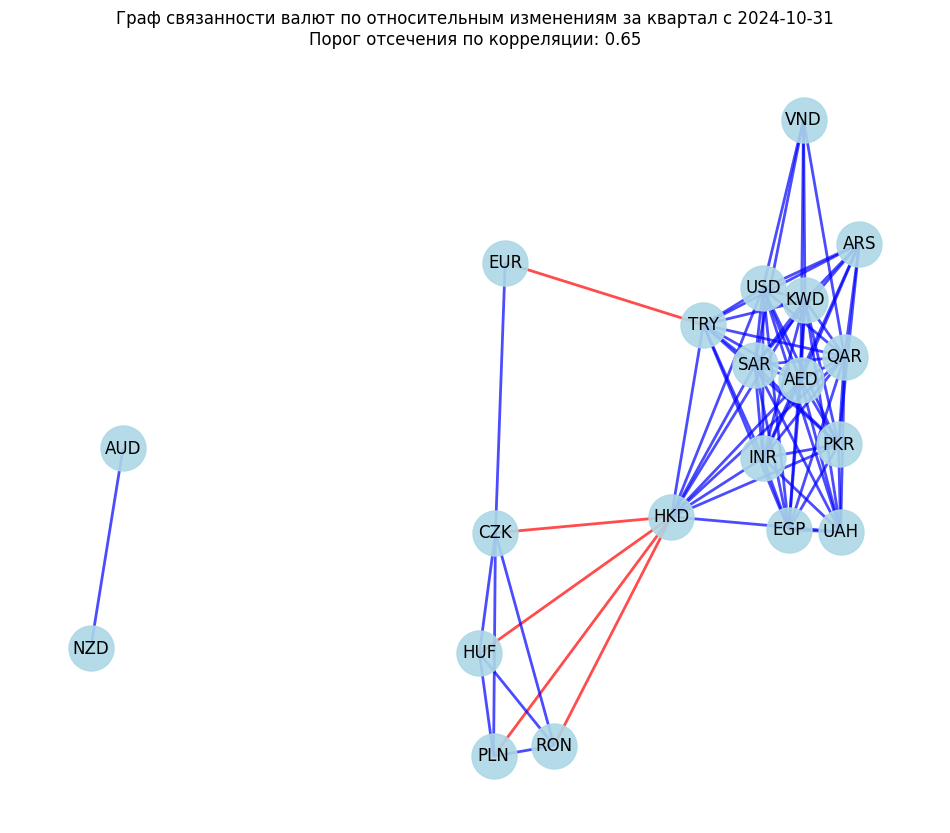 Граф связанности валют по относительным изменениям за квартал с 2024-10-31
Порог отсечения по корреляции: 0.65
VND
ARS
EUR
USD
KWD
TRY
QAR
SAR
AED
AUD
PKR
INR
HKD
CZK
EGP
UAH
NZD
HUF
RON
PLN